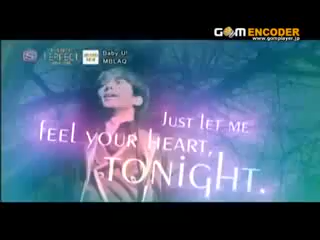 GOM ENCODER
www.gomplayer.jp
Baby U!
MBLAQ
JUST LET ME
FEEL YOUR HEART,
TONIGHT.